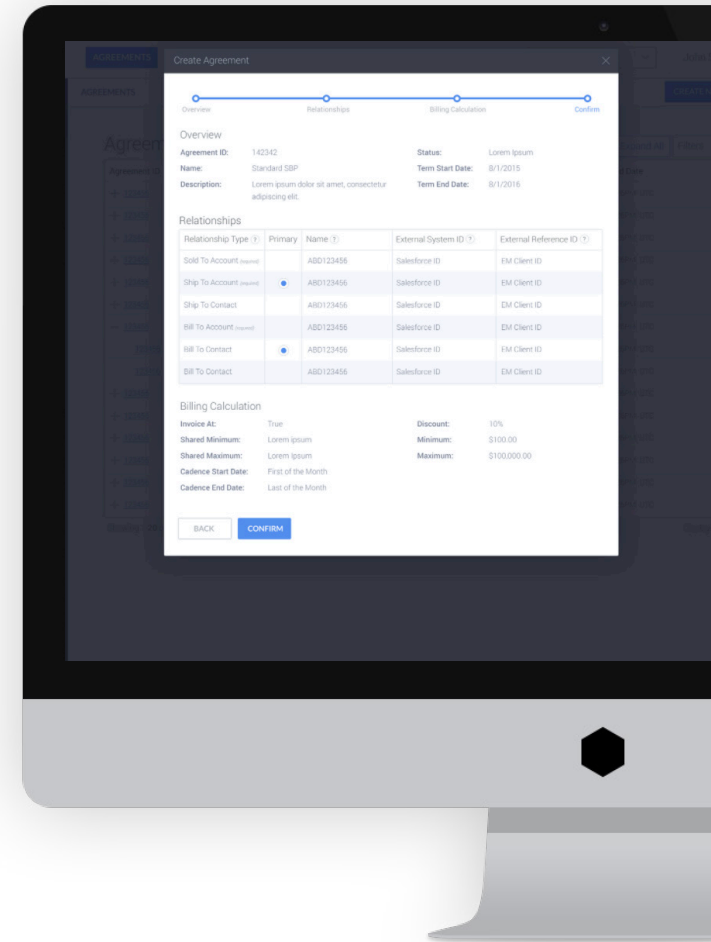 AGREEMENTS
Create Agreement
AGREEMENTS
Overview Relationships Billing Calculation Confirm
Overview
Agreement ID: 142342 Status: Lorem Ipsum
Name: Standard SBP Term Start Date: 8/1/2015
Description: Lorem ipsum dolor sit amet, consectetur Term End Date: 8/1/2016
adipiscing elit.
Relationships
Relationship Type ? Primary Name ? External System ID ? External Reference ID ?
Sold To Account (required) ABD123456 Salesforce ID EM Client ID
Ship To Account (required) ABD123456 Salesforce ID EM Client ID
Ship To Contact ABD123456 Salesforce ID EM Client ID
Bill To Account (required) ABD123456 Salesforce ID EM Client ID
Bill To Contact ABD123456 Salesforce ID EM Client ID
Bill To Contact ABD123456 Salesforce ID EM Client ID
Billing Calculation
Invoice At: True Discount: 10%
Shared Minimum: Lorem ipsum Minimum: $100.00
Shared Maximum: Lorem Ipsum Maximum: $100,000.00
Cadence Start Date: First of the Month
Cadence End Date: Last of the Month
BACK CONFIRM